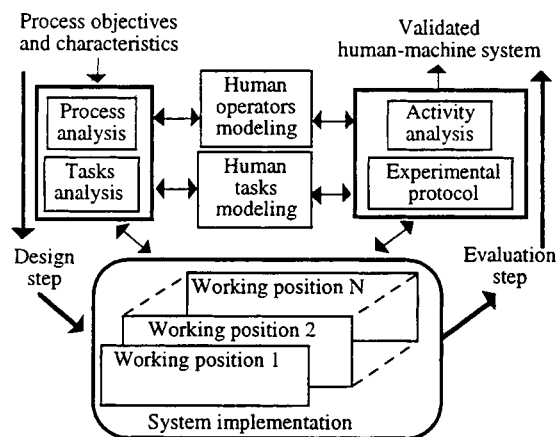 Process objectives
and characteristics
Validated
human-machine system
Process
analysis
Tasks
analysis
Human
operators
modeling
Human
tasks
modeling
Activity
analysis
Experimental
protocol
Design
step
Evaluation
step
Working position N
Working position 2
Working position 1
System implementation